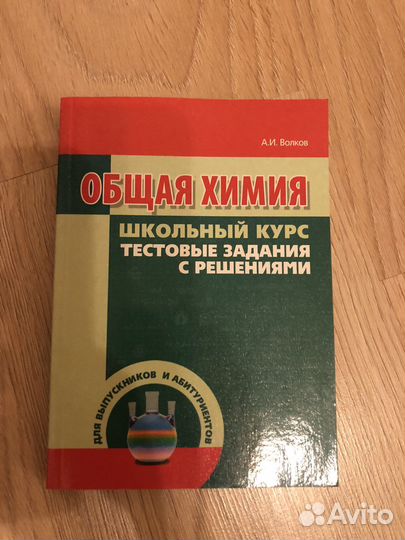 А.И. Волков
ОБЩАЯ ХИМИЯ
ШКОЛЬНЫЙ КУРС
ТЕСТОВЫЕ ЗАДАНИЯ
С РЕШЕНИЯМИ
ДЛЯ ВЫПУСКНИКОВ И АБИТУРИЕНТОВ
Avito